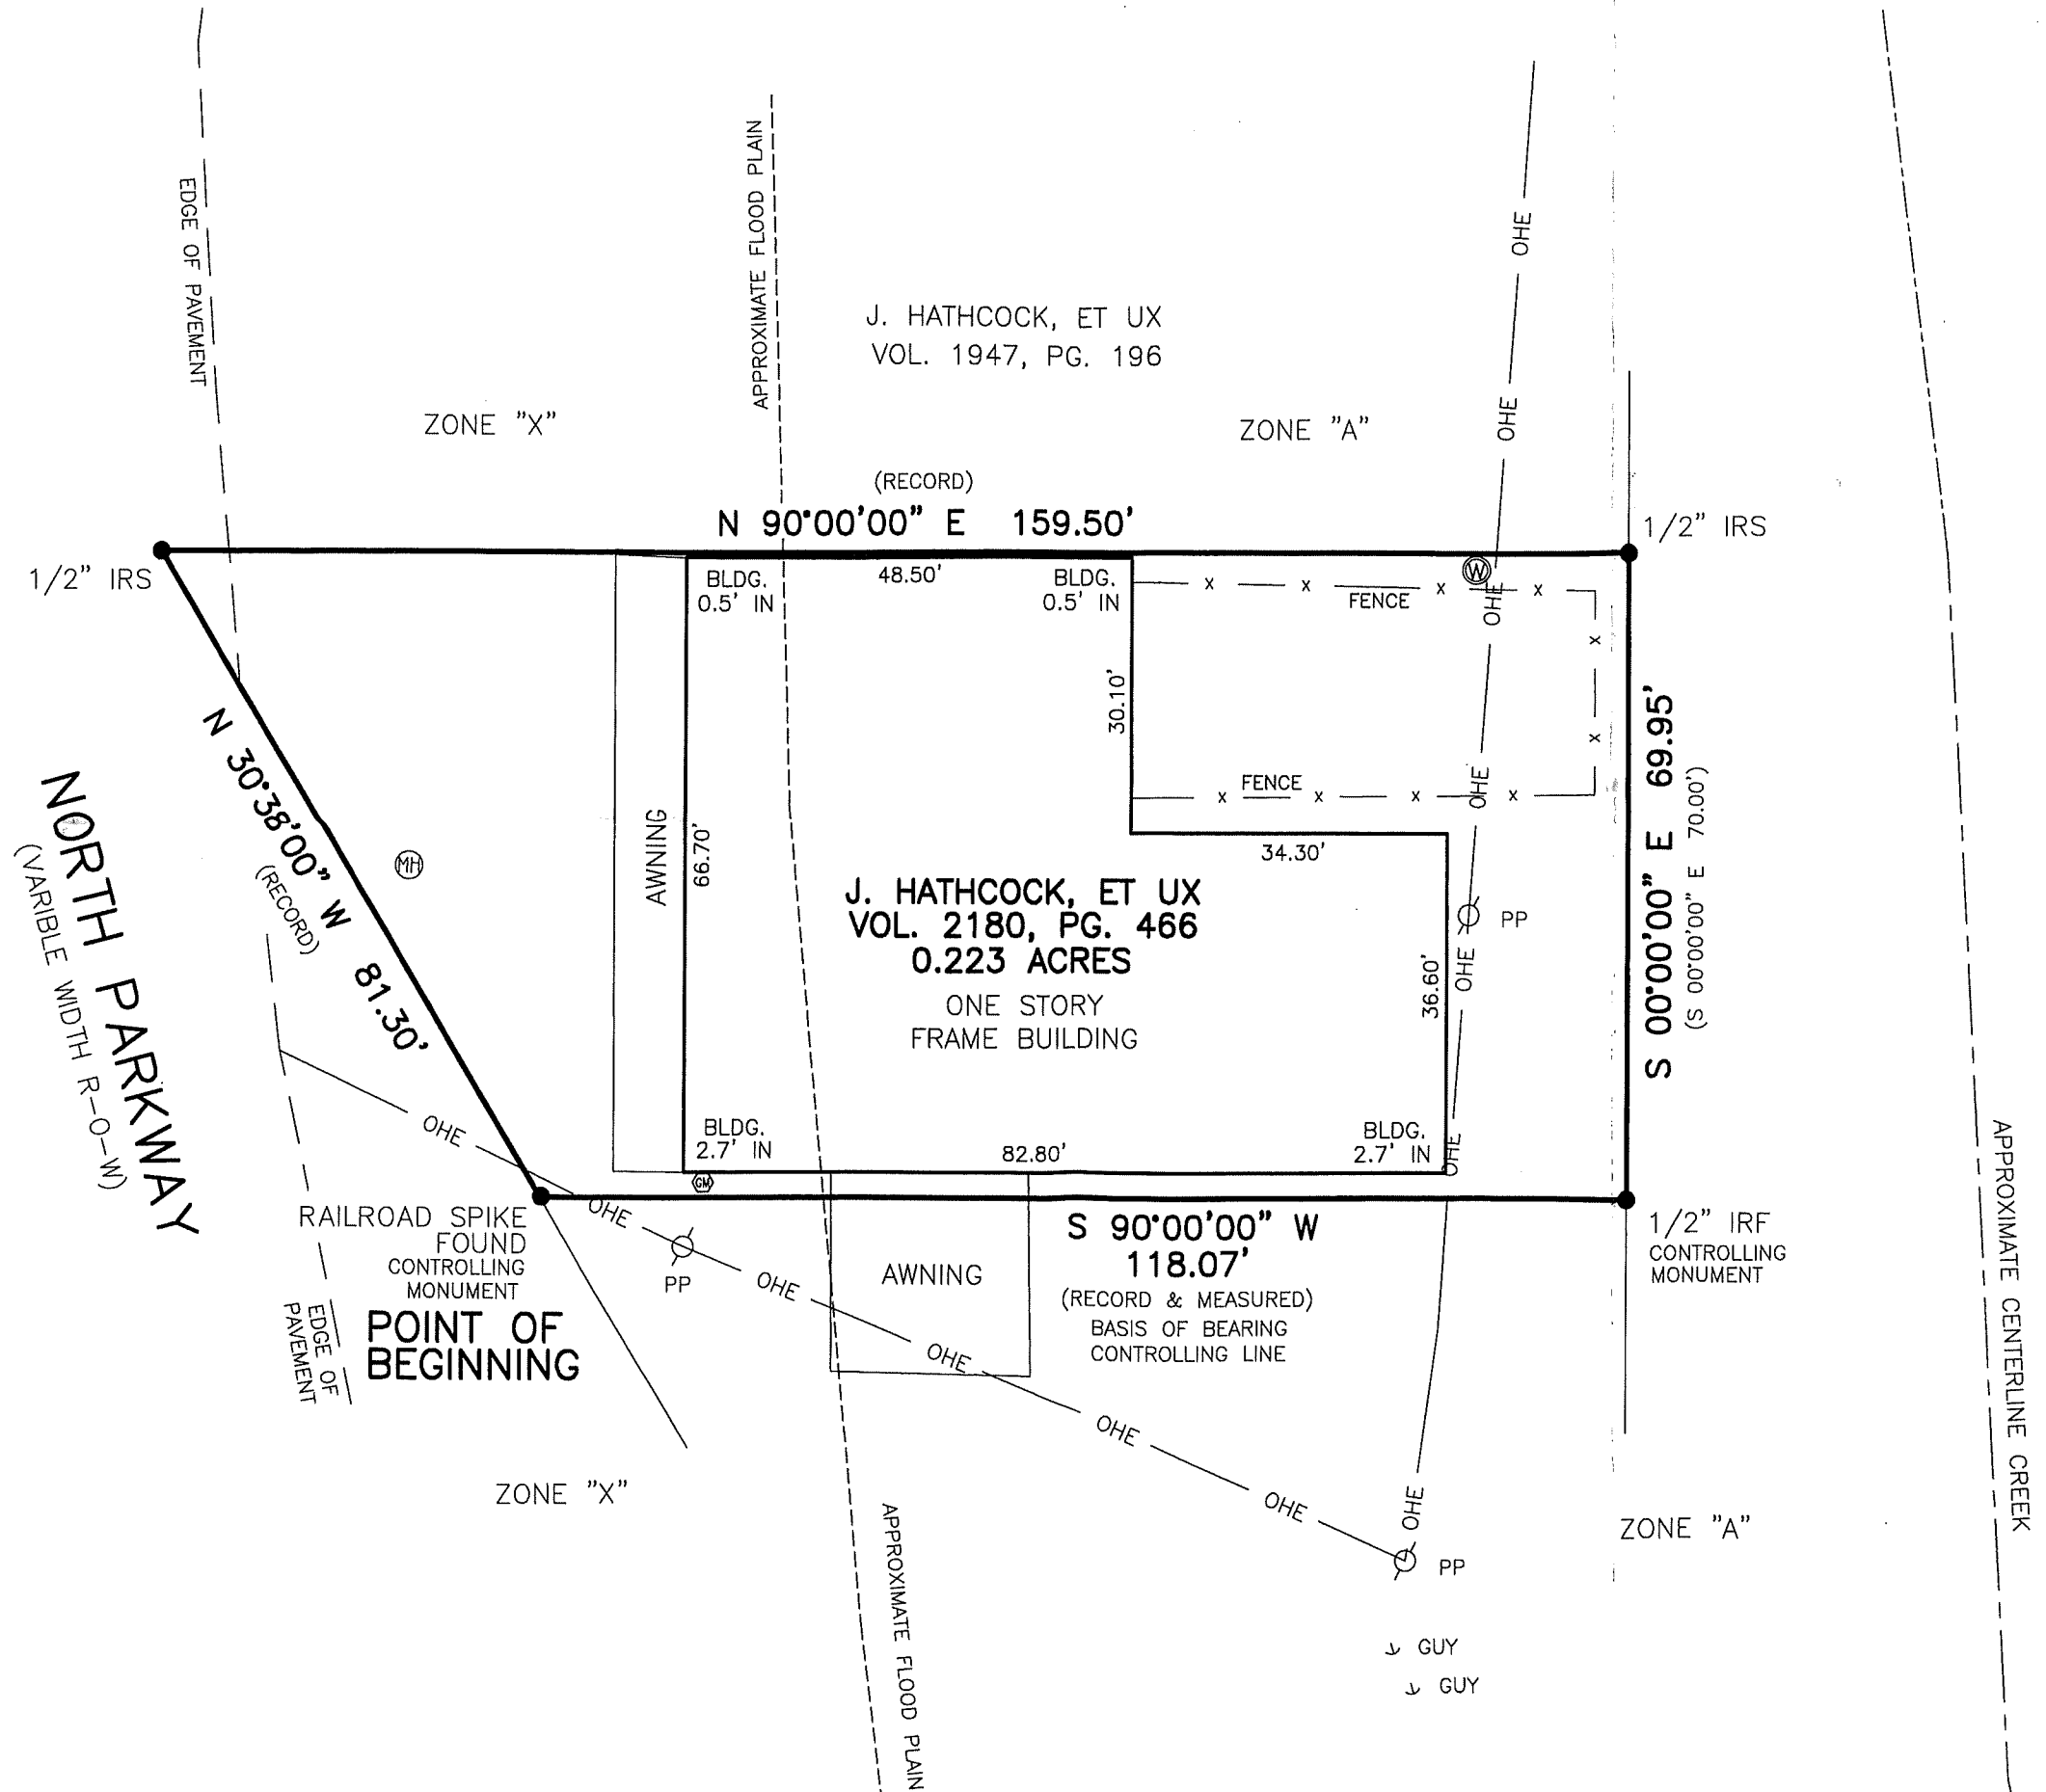 EDGE OF PAVEMENT
APPROXIMATE FLOOD PLAIN
OHE
J. HATHCOCK, ET UX
VOL. 1947, PG. 196
OHE
ZONE "X"
ZONE "A"
(RECORD)
N 90°00'00" E 159.50'
1/2" IRS
1/2" IRS
BLDG.
0.5' IN
48.50'
BLDG.
0.5' IN
W
OHE
x x x x
FENCE
x
x
30.10'
N 30°38'00" W 81.30'
(RECORD)
S 00°00'00" E 69.95'
(S 00°00'00" E 70.00')
FENCE
OHE
x x x x
NORTH PARKWAY
(VARIBLE WIDTH R-O-W)
MH
AWNING
66.70'
34.30'
J. HATHCOCK, ET UX
VOL. 2180, PG. 466
0.223 ACRES
ONE STORY
FRAME BUILDING
PP
OHE
36.60'
OHE
BLDG.
2.7' IN
82.80'
BLDG.
2.7' IN
OHE
GM
RAILROAD SPIKE
FOUND
CONTROLLING
MONUMENT
POINT OF
BEGINNING
OHE
PP
OHE
AWNING
S 90°00'00" W
118.07'
(RECORD & MEASURED)
BASIS OF BEARING
CONTROLLING LINE
1/2" IRF
CONTROLLING
MONUMENT
APPROXIMATE CENTERLINE CREEK
EDGE OF
PAVEMENT
OHE
OHE
ZONE "X"
OHE
OHE
ZONE "A"
APPROXIMATE FLOOD PLAIN
PP
GUY
GUY